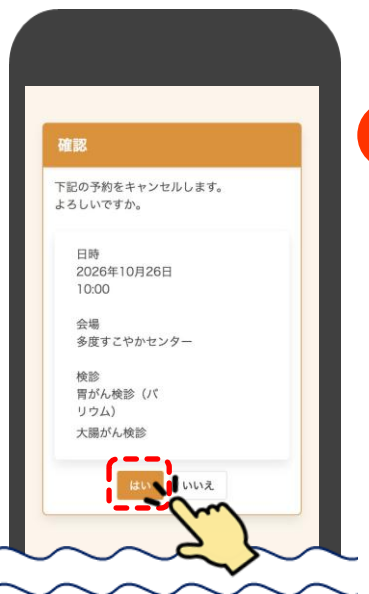 確認
下記の予約をキャンセルします。
よろしいですか。
日時
2026年10月26日
10:00
会場
多度すこやかセンター
検診
胃がん検診（バ
リウム）
大腸がん検診
はい
いいえ